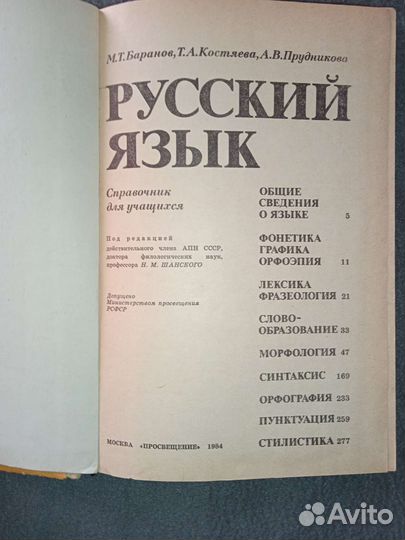 М.Т.Баранов, Т.А.Костяева, А.В.Прудникова
РУССКИЙ
ЯЗЫК
Справочник
для учащихся
Под редакцией
действительного члена АПН СССР,
доктора филологических наук,
профессора Н. М. ШАНСКОГО
Допущено
Министерством просвещения
РСФСР
ОБЩИЕ
СВЕДЕНИЯ
О ЯЗЫКЕ 5
ФОНЕТИКА
ГРАФИКА
ОРФОЭПИЯ 11
ЛЕКСИКА
ФРАЗЕОЛОГИЯ 21
СЛОВО-
ОБРАЗОВАНИЕ 33
МОРФОЛОГИЯ 47
СИНТАКСИС 169
ОРФОГРАФИЯ 233
ПУНКТУАЦИЯ 259
СТИЛИСТИКА 277
МОСКВА «ПРОСВЕЩЕНИЕ» 1984
Avito